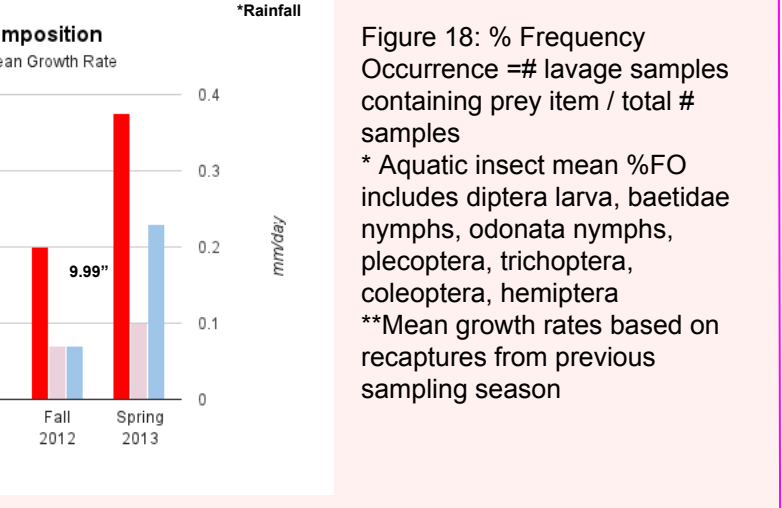 *Rainfall
mposition
ean Growth Rate
0.4
0.3
0.2
0.1
0
mm/day
9.99”
Fall
2012
Spring
2013
Figure 18: % Frequency
Occurrence =# lavage samples
containing prey item / total #
samples
* Aquatic insect mean %FO
includes diptera larva, baetidae
nymphs, odonata nymphs,
plecoptera, trichoptera,
coleoptera, hemiptera
**Mean growth rates based on
recaptures from previous
sampling season